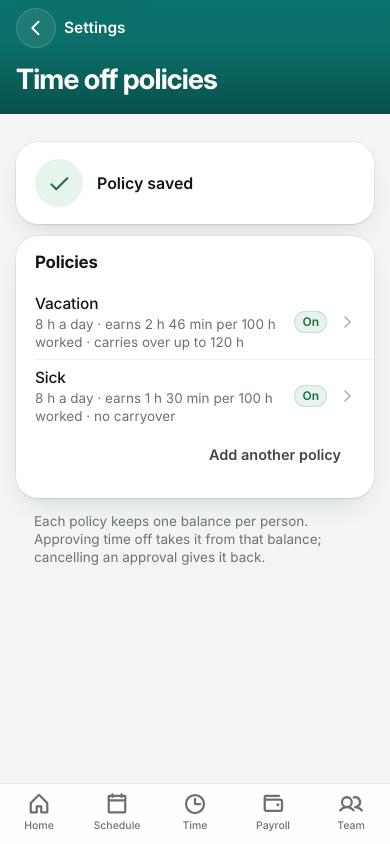 Settings
Time off policies
Policy saved
Policies
Vacation
8 h a day · earns 2 h 46 min per 100 h
worked · carries over up to 120 h
On
Sick
8 h a day · earns 1 h 30 min per 100 h
worked · no carryover
On
Add another policy
Each policy keeps one balance per person.
Approving time off takes it from that balance;
cancelling an approval gives it back.
Home
Schedule
Time
Payroll
Team